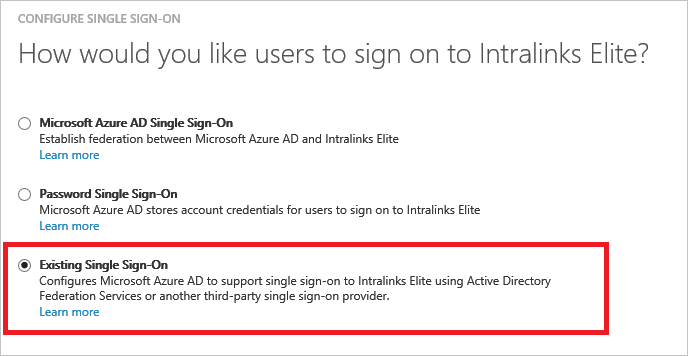 CONFIGURE SINGLE SIGN-ON
How would you like users to sign on to Intralinks Elite?
Microsoft Azure AD Single Sign-On
Establish federation between Microsoft Azure AD and Intralinks Elite
Learn more
Password Single Sign-On
Microsoft Azure AD stores account credentials for users to sign on to Intralinks Elite
Learn more
Existing Single Sign-On
Configures Microsoft Azure AD to support single sign-on to Intralinks Elite using Active Directory
Federation Services or another third-party single sign-on provider.
Learn more